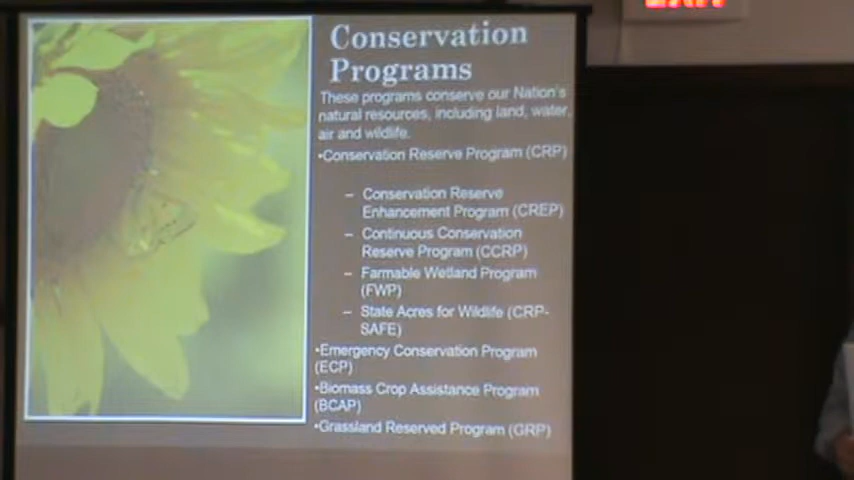 EXIT
Conservation
Programs
These programs conserve our Nation's
natural resources, including land, water,
air and wildlife.
•Conservation Reserve Program (CRP)
– Conservation Reserve
Enhancement Program (CREP)
– Continuous Conservation
Reserve Program (CCRP)
– Farmable Wetland Program
(FWP)
– State Acres for Wildlife (CRP-
SAFE)
•Emergency Conservation Program
(ECP)
•Biomass Crop Assistance Program
(BCAP)
•Grassland Reserved Program (GRP)